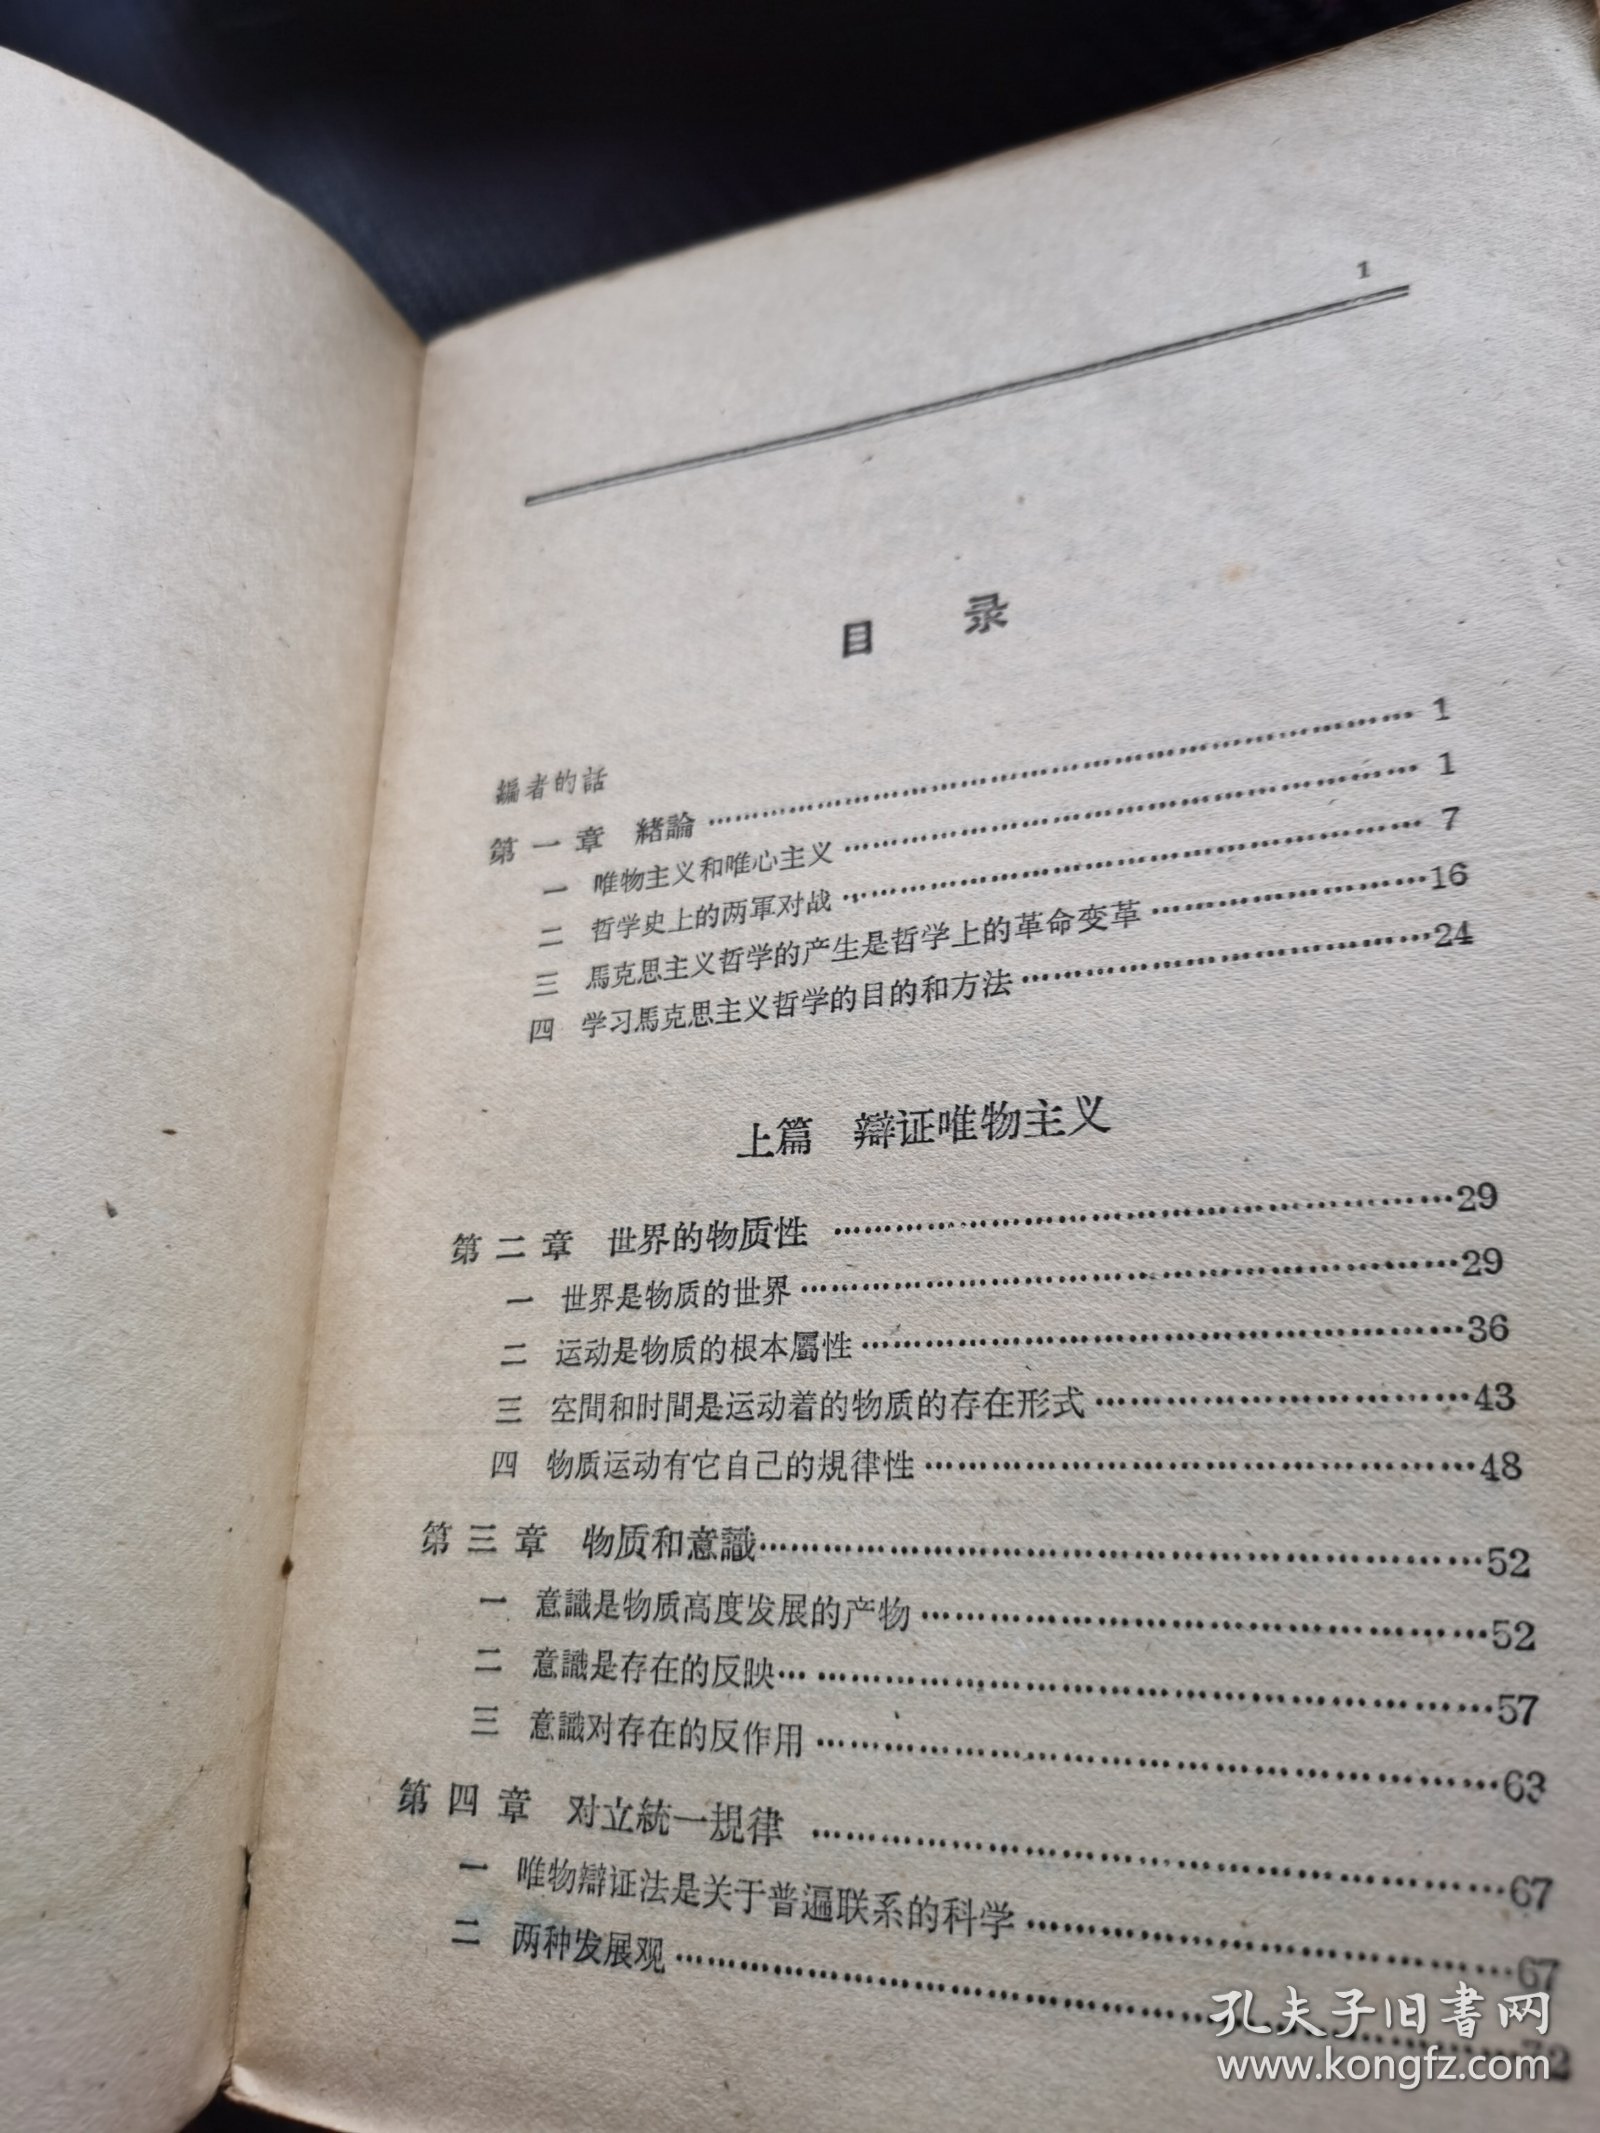 1
目 录
編者的話
第一章 緒論……1
一 唯物主义和唯心主义……1
二 哲学史上的两軍对战……7
三 馬克思主义哲学的产生是哲学上的革命变革……16
四 学习馬克思主义哲学的目的和方法……24
上篇 辯证唯物主义
第二章 世界的物质性……29
一 世界是物质的世界……29
二 运动是物质的根本屬性……36
三 空間和时間是运动着的物质的存在形式……43
四 物质运动有它自己的規律性……48
第三章 物质和意識……52
一 意識是物质高度发展的产物……52
二 意識是存在的反映……57
三 意識对存在的反作用……63
第四章 对立統一規律……67
一 唯物辯证法是关于普遍联系的科学……67
二 两种发展观……72
孔夫子旧書网
www.kongfz.com